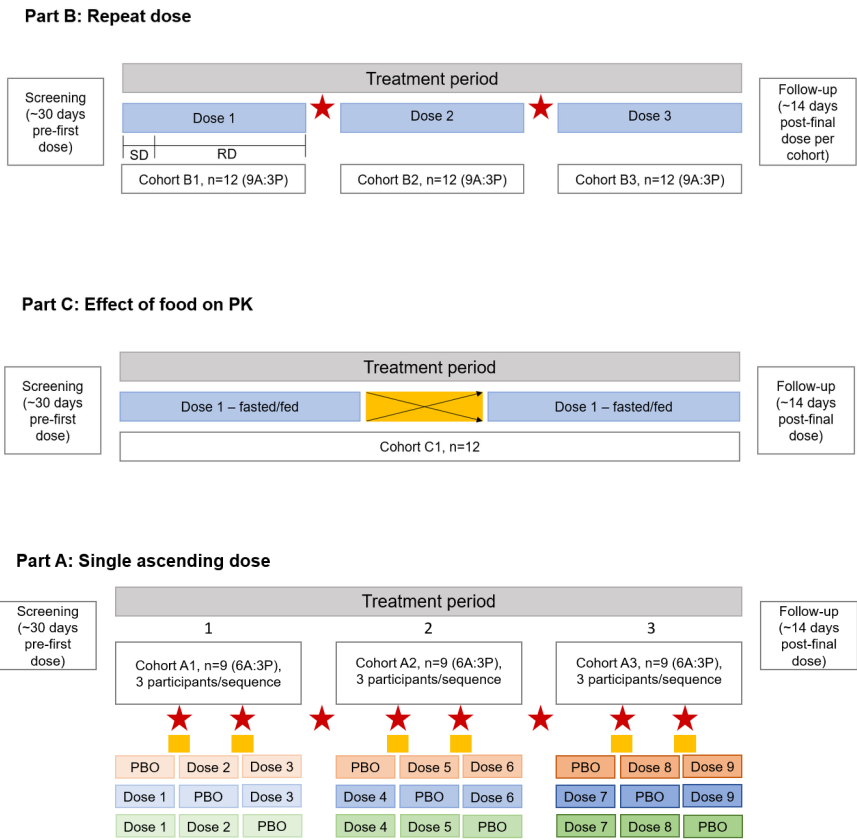 Part B: Repeat dose
Treatment period
Screening
(~30 days
pre-first
dose)
Dose 1
Dose 2
Dose 3
SD
RD
Follow-up
(~14 days
post-final
dose per
cohort)
Cohort B1, n=12 (9A:3P)
Cohort B2, n=12 (9A:3P)
Cohort B3, n=12 (9A:3P)
Part C: Effect of food on PK
Treatment period
Screening
(~30 days
pre-first
dose)
Dose 1 – fasted/fed
Dose 1 – fasted/fed
Follow-up
(~14 days
post-final
dose)
Cohort C1, n=12
Part A: Single ascending dose
Treatment period
Screening
(~30 days
pre-first
dose)
1
2
3
Follow-up
(~14 days
post-final
dose)
Cohort A1, n=9 (6A:3P),
3 participants/sequence
Cohort A2, n=9 (6A:3P),
3 participants/sequence
Cohort A3, n=9 (6A:3P),
3 participants/sequence
PBO Dose 2 Dose 3
PBO Dose 5 Dose 6
PBO Dose 8 Dose 9
Dose 1 PBO Dose 3
Dose 4 PBO Dose 6
Dose 7 PBO Dose 9
Dose 1 Dose 2 PBO
Dose 4 Dose 5 PBO
Dose 7 Dose 8 PBO